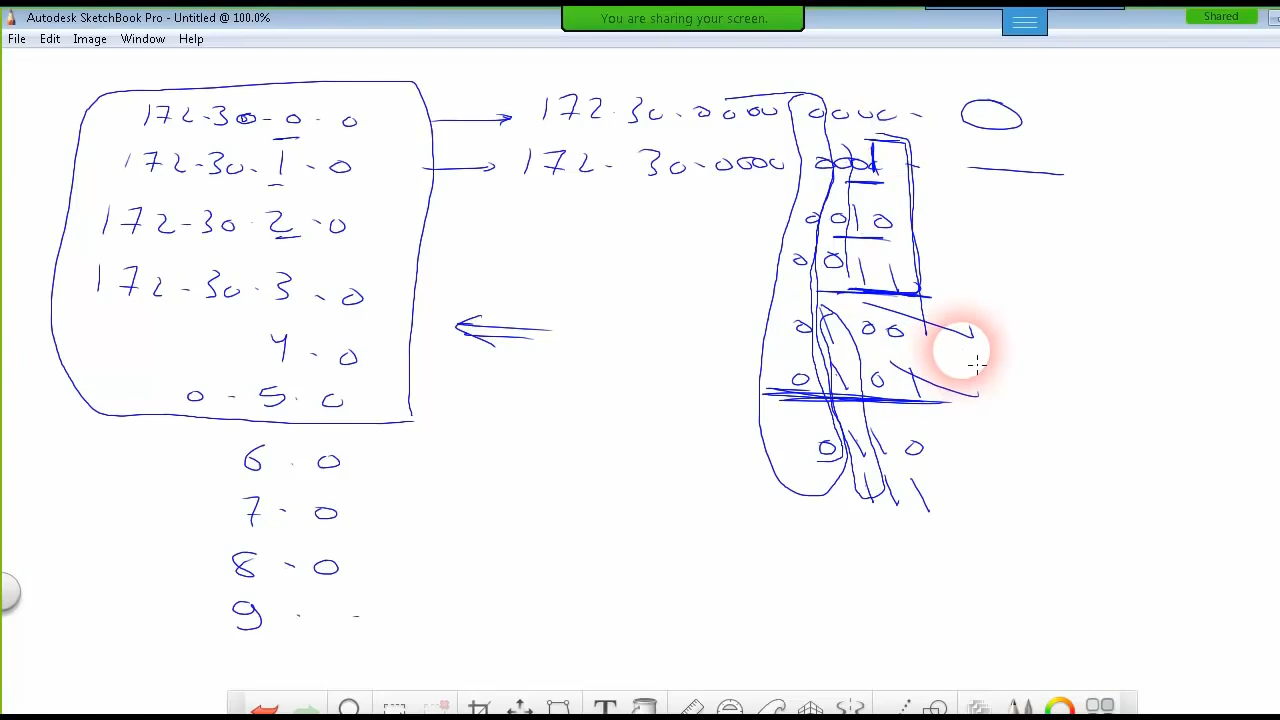 Autodesk SketchBook Pro - Untitled @ 100.0%
You are sharing your screen.
Shared
File Edit Image Window Help
172.30.0.0 → 172.30.0000 0000.
172.30.1.0 → 172.30.0000 0001.
172.30.2.0 0010
172.30.3.0 0011
4.0 0100
0.5.0 0101
6.0 0110
7.0 111
8.0
9.